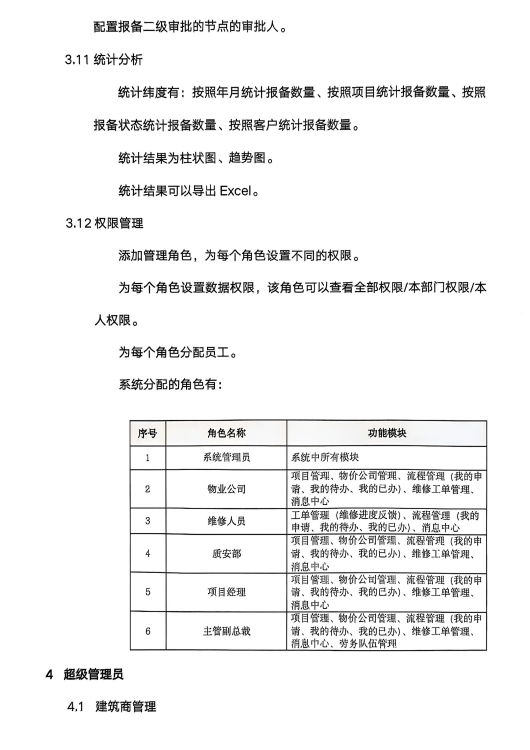 配置报备二级审批的节点的审批人。
3.11 统计分析
统计纬度有：按照年月统计报备数量、按照项目统计报备数量、按照
报备状态统计报备数量、按照客户统计报备数量。
统计结果为柱状图、趋势图。
统计结果可以导出 Excel。
3.12 权限管理
添加管理角色，为每个角色设置不同的权限。
为每个角色设置数据权限，该角色可以查看全部权限/本部门权限/本
人权限。
为每个角色分配员工。
系统分配的角色有：
序号 角色名称 功能模块
1 系统管理员 系统中所有模块
2 物业公司 项目管理、物价公司管理、流程管理（我的申
请、我的待办、我的已办）、维修工单管理、
消息中心
3 维修人员 工单管理（维修进度反馈）、流程管理（我的
申请、我的待办、我的已办)、消息中心
4 质安部 项目管理、物价公司管理、流程管理（我的申
请、我的待办、我的已办）、维修工单管理、
消息中心
5 项目经理 项目管理、物价公司管理、流程管理（我的申
请、我的待办、我的已办）、维修工单管理、
消息中心
6 主管副总裁 项目管理、物价公司管理、流程管理（我的申
请、我的待办、我的已办）、维修工单管理、
消息中心、劳务队伍管理
4 超级管理员
4.1 建筑商管理